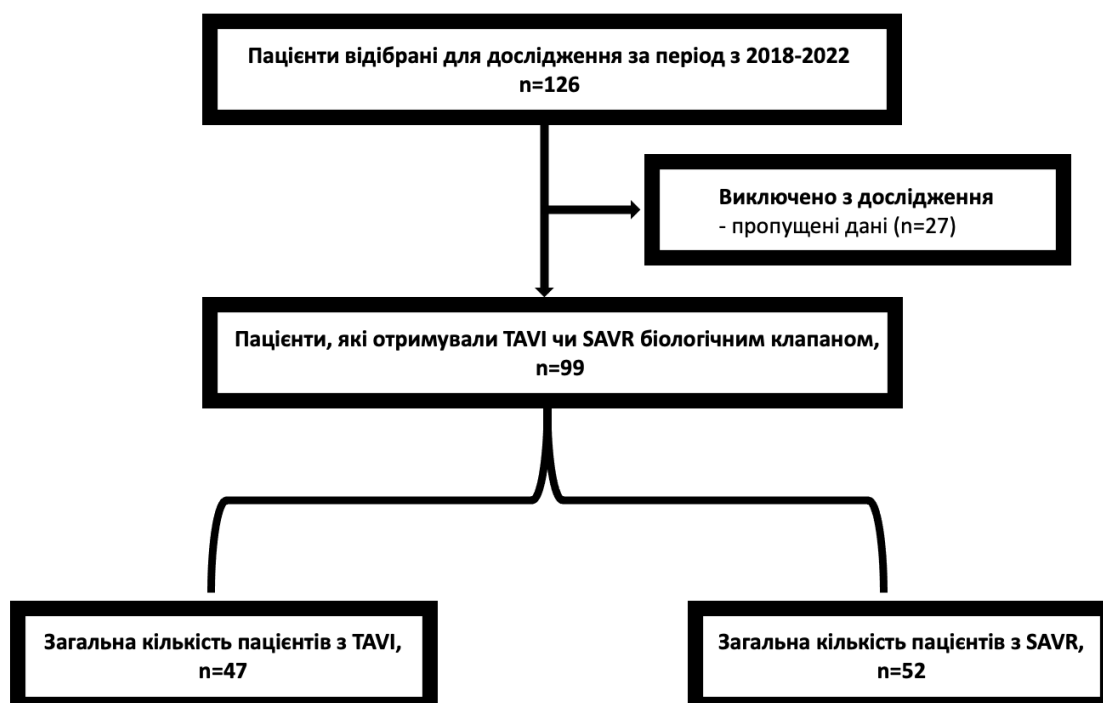 Пацієнти відібрані для дослідження за період з 2018-2022
n=126
Виключено з дослідження
- пропущені дані (n=27)
Пацієнти, які отримували TAVI чи SAVR біологічним клапаном,
n=99
Загальна кількість пацієнтів з TAVI,
n=47
Загальна кількість пацієнтів з SAVR,
n=52